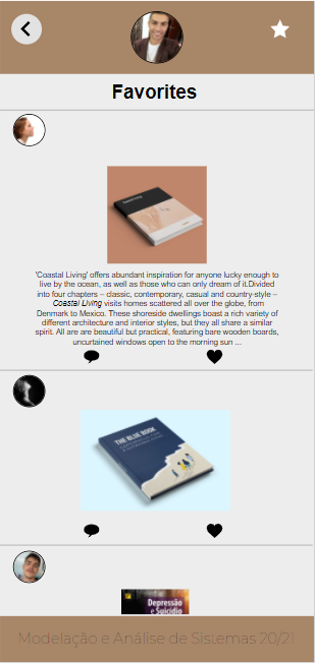 Favorites
'Coastal Living' offers abundant inspiration for anyone lucky enough to
live by the ocean, as well as those who can only dream of it.Divided
into four chapters – classic, contemporary, casual and country-style –
Coastal Living visits homes scattered all over the globe, from
Denmark to Mexico. These shoreside dwellings boast a rich variety of
different architecture and interior styles, but they all share a similar
spirit. All are are beautiful but practical, featuring bare wooden boards,
uncurtained windows open to the morning sun ...
THE BLUE BOOK
Depressão
e Suicídio
Modelação e Análise de Sistemas 20/21